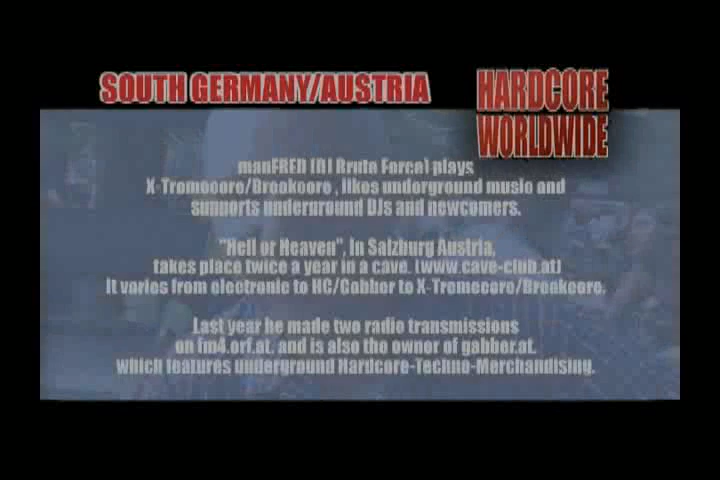 SOUTH GERMANY/AUSTRIA
HARDCORE
WORLDWIDE
manFRED (DJ Brute Force) plays
X-Tremecore/Breakcore , likes underground music and
supports underground DJs and newcomers.
"Hell or Heaven", in Salzburg Austria,
takes place twice a year in a cave. (www.cave-club.at)
It varies from electronic to HC/Gabber to X-Tremecore/Breakcore.
Last year he made two radio transmissions
on fm4.orf.at. and is also the owner of gabber.at.
which features underground Hardcore-Techno-Merchandising.